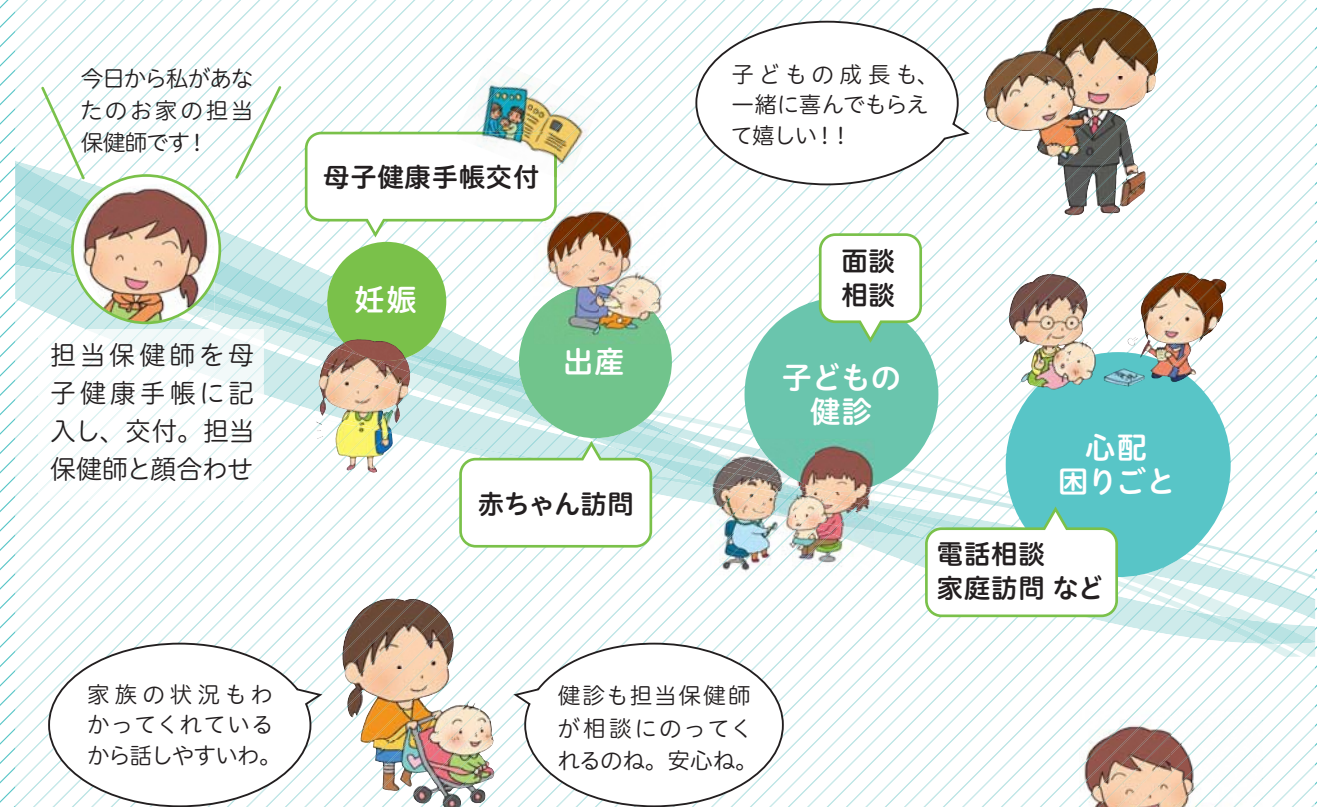 今日から私があな
たのお家の担当
保健師です!
担当保健師を母
子健康手帳に記
入し、交付。担当
保健師と顔合わせ
母子健康手帳交付
妊娠
出産
赤ちゃん訪問
子どもの成長も、
一緒に喜んでもらえ
て嬉しい!!
面談
相談
子どもの
健診
心配
困りごと
電話相談
家庭訪問 など
家族の状況もわ
かってくれている
から話しやすいわ。
健診も担当保健師
が相談にのってく
れるのね。安心ね。